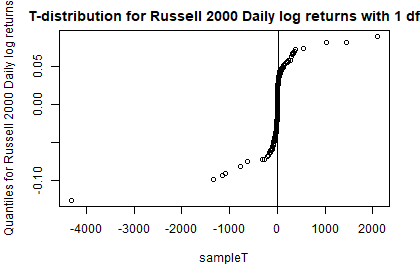 T-distribution for Russell 2000 Daily log returns with 1 df
Quantiles for Russell 2000 Daily log returns
0.05
0.00
-0.10
-4000 -3000 -2000 -1000 0 1000 2000
sampleT